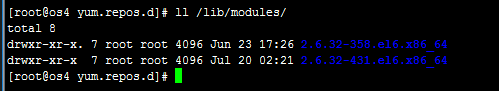 [root@os4 yum.repos.d]# ll /lib/modules/
total 8
drwxr-xr-x. 7 root root 4096 Jun 23 17:26 2.6.32-358.el6.x86_64
drwxr-xr-x  7 root root 4096 Jul 20 02:21 2.6.32-431.el6.x86_64
[root@os4 yum.repos.d]#